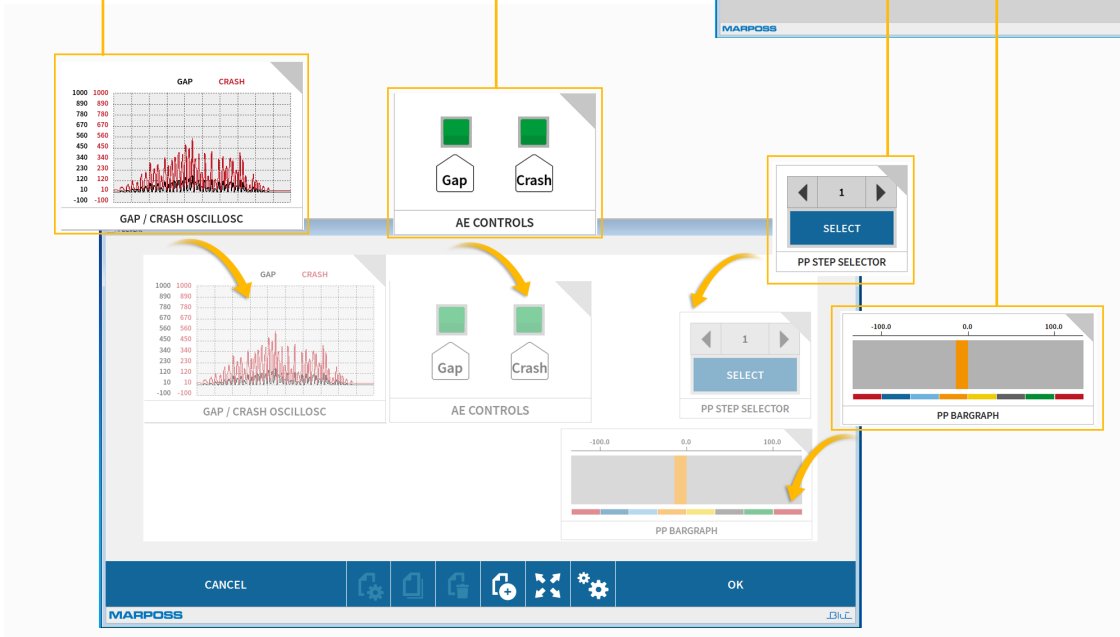 MARPOSS
GAP CRASH
1000 1000
890 890
780 780
670 670
560 560
450 450
340 340
230 230
120 120
10 10
-100 -100
GAP / CRASH OSCILLOSC
Gap Crash
AE CONTROLS
1
SELECT
PP STEP SELECTOR
-100.0 0.0 100.0
PP BARGRAPH
GAP CRASH
1000 1000
890 890
780 780
670 670
560 560
450 450
340 340
230 230
120 120
10 10
-100 -100
GAP / CRASH OSCILLOSC
Gap Crash
AE CONTROLS
1
SELECT
PP STEP SELECTOR
-100.0 0.0 100.0
PP BARGRAPH
CANCEL OK
MARPOSS